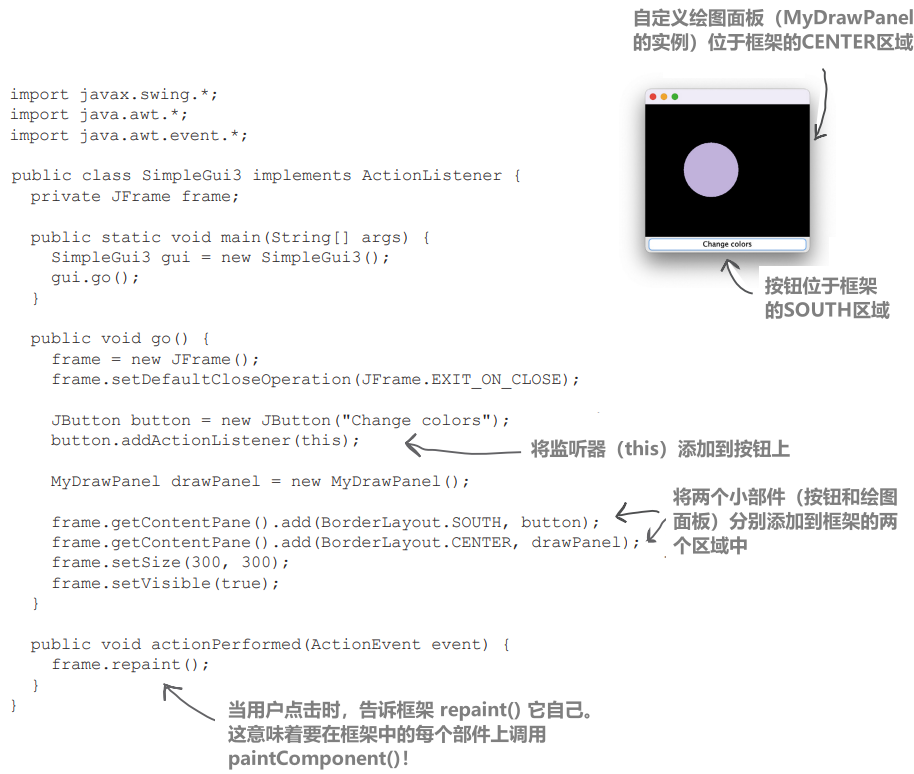 自定义绘图面板（MyDrawPanel
的实例）位于框架的CENTER区域
import javax.swing.*;
import java.awt.*;
import java.awt.event.*;
public class SimpleGui3 implements ActionListener {
private JFrame frame;
public static void main(String[] args) {
SimpleGui3 gui = new SimpleGui3();
gui.go();
}
Change colors
按钮位于框架
的SOUTH区域
public void go() {
frame = new JFrame();
frame.setDefaultCloseOperation(JFrame.EXIT_ON_CLOSE);
JButton button = new JButton("Change colors");
button.addActionListener(this);
将监听器（this）添加到按钮上
MyDrawPanel drawPanel = new MyDrawPanel();
frame.getContentPane().add(BorderLayout.SOUTH, button);
frame.getContentPane().add(BorderLayout.CENTER, drawPanel);
将两个小部件（按钮和绘图
面板）分别添加到框架的两
个区域中
frame.setSize(300, 300);
frame.setVisible(true);
}
public void actionPerformed(ActionEvent event) {
frame.repaint();
}
}
当用户点击时，告诉框架 repaint() 它自己。
这意味着要在框架中的每个部件上调用
paintComponent()！